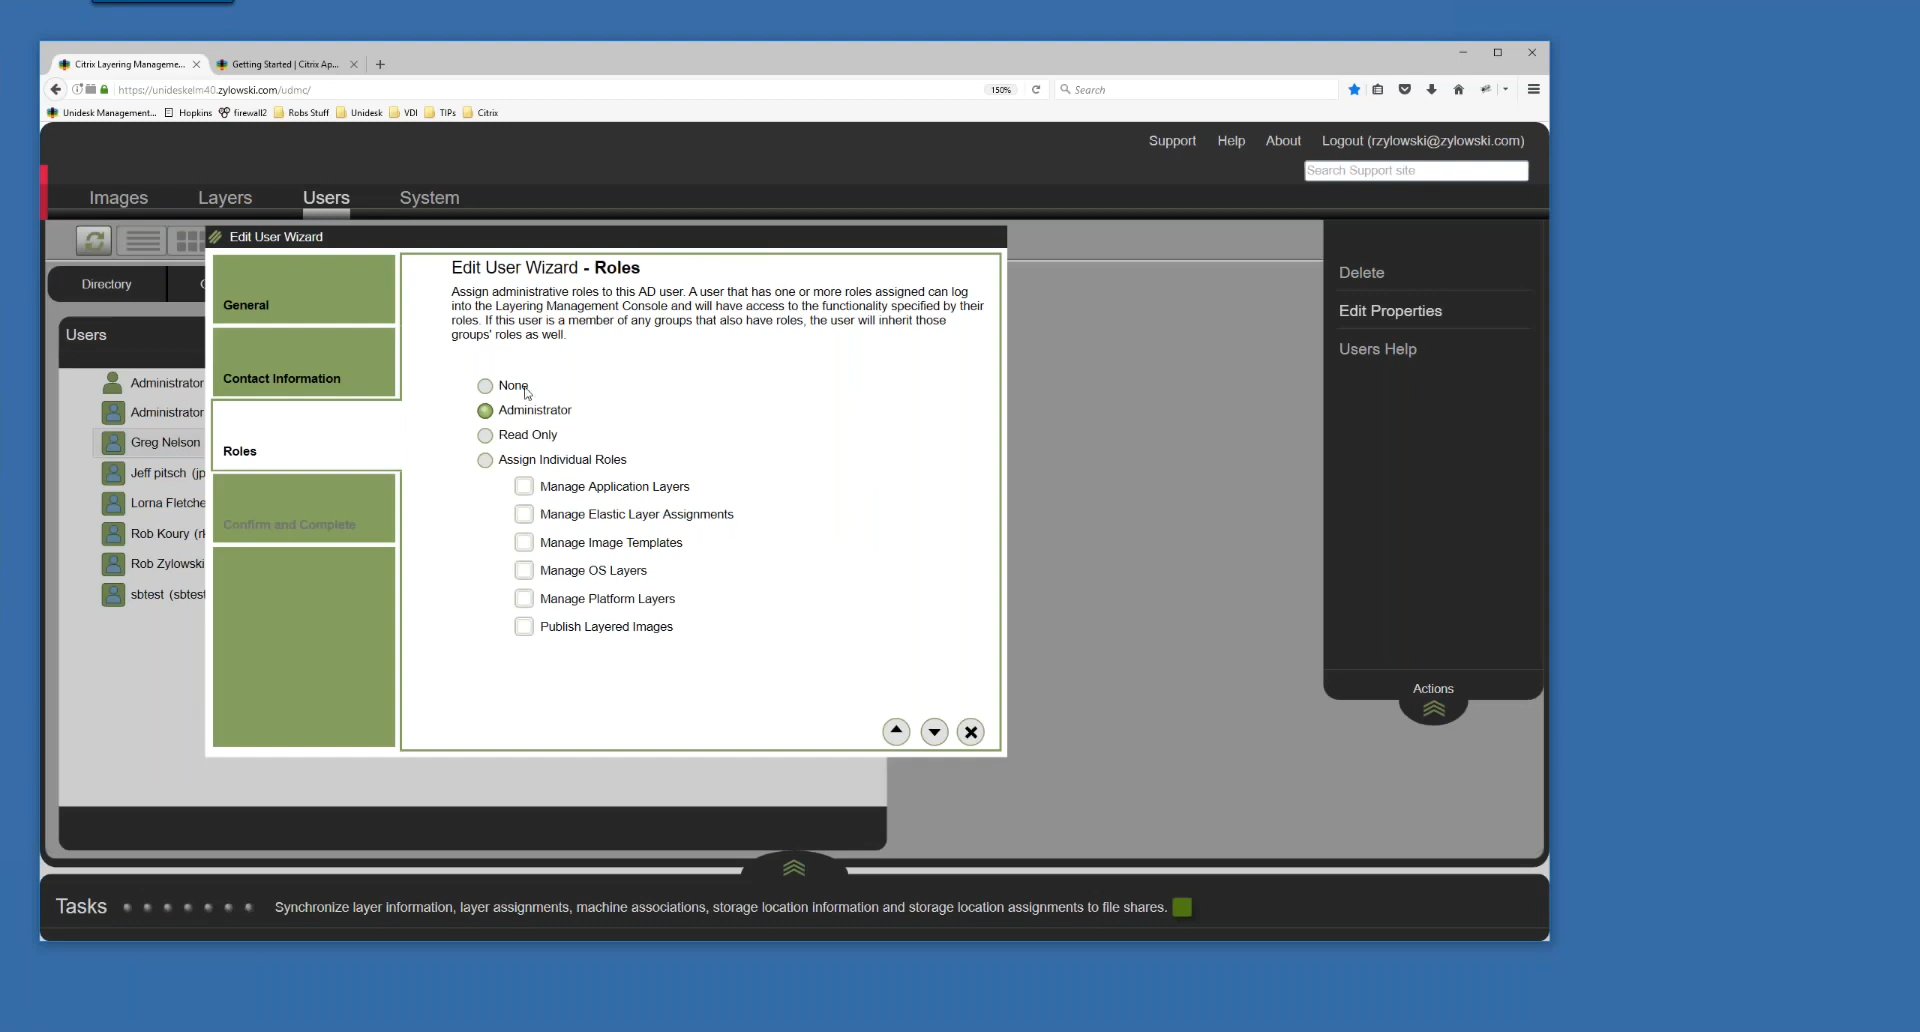 Citrix Layering Manageme...
Getting Started | Citrix Ap...
https://unideskelm40.zylowski.com/udmc/
150%
Search
Unidesk Management...
Hopkins
firewall2
Robs Stuff
Unidesk
VDI
TIPs
Citrix
Support
Help
About
Logout (rzylowski@zylowski.com)
Search Support site
Images
Layers
Users
System
Edit User Wizard
Directory
Users
Administrator
Administrator
Greg Nelson
Jeff pitsch (jp
Lorna Fletche
Rob Koury (rk
Rob Zylowski
sbtest (sbtest
General
Contact Information
Roles
Confirm and Complete
Edit User Wizard - Roles
Assign administrative roles to this AD user. A user that has one or more roles assigned can log
into the Layering Management Console and will have access to the functionality specified by their
roles. If this user is a member of any groups that also have roles, the user will inherit those
groups' roles as well.
None
Administrator
Read Only
Assign Individual Roles
Manage Application Layers
Manage Elastic Layer Assignments
Manage Image Templates
Manage OS Layers
Manage Platform Layers
Publish Layered Images
Delete
Edit Properties
Users Help
Actions
Tasks
Synchronize layer information, layer assignments, machine associations, storage location information and storage location assignments to file shares.